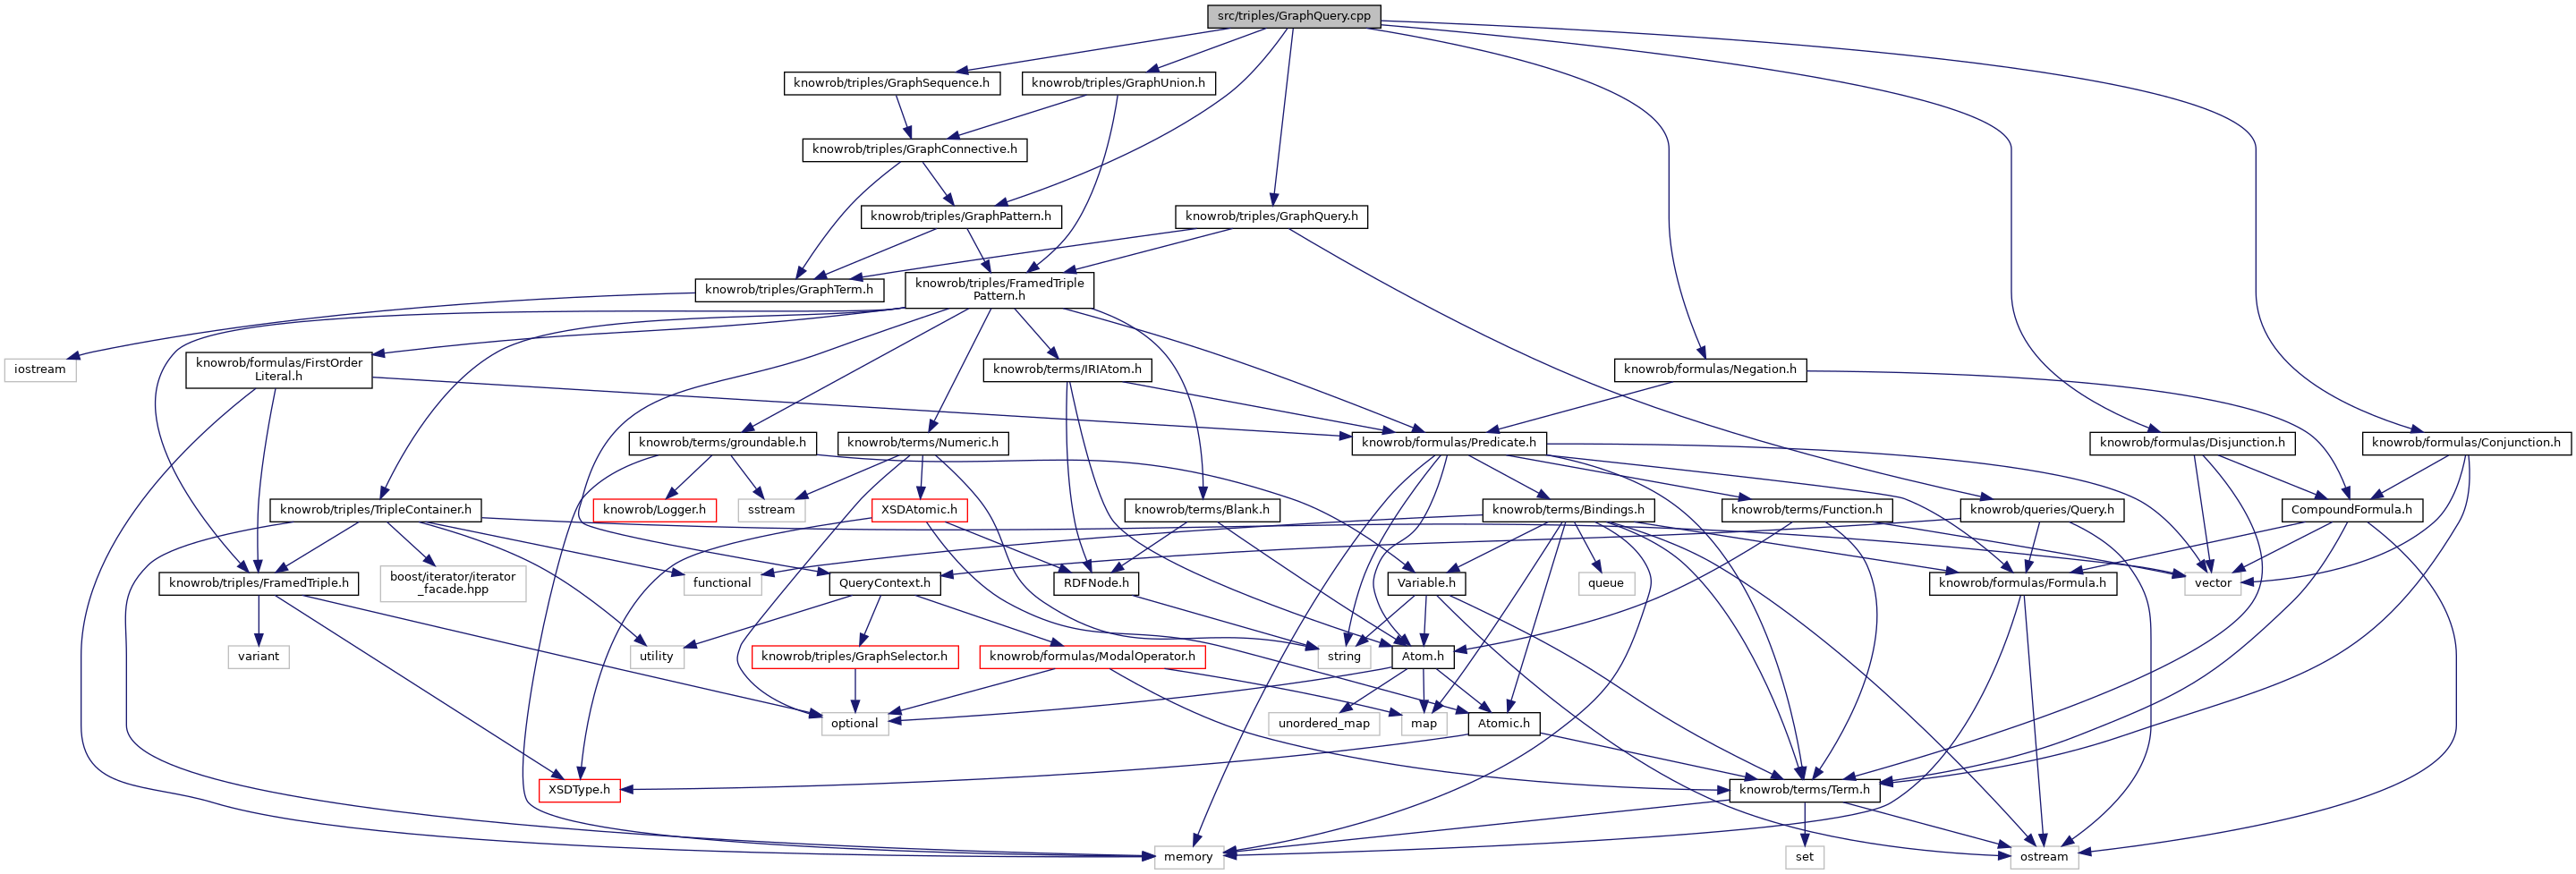 src/triples/GraphQuery.cpp
knowrob/triples/GraphSequence.h
knowrob/triples/GraphUnion.h
knowrob/triples/GraphConnective.h
knowrob/triples/GraphPattern.h
knowrob/triples/GraphQuery.h
knowrob/triples/GraphTerm.h
knowrob/triples/FramedTriple
Pattern.h
iostream
knowrob/formulas/FirstOrder
Literal.h
knowrob/terms/IRIAtom.h
knowrob/formulas/Negation.h
knowrob/terms/groundable.h
knowrob/terms/Numeric.h
knowrob/formulas/Predicate.h
knowrob/formulas/Disjunction.h
knowrob/formulas/Conjunction.h
knowrob/triples/TripleContainer.h
knowrob/Logger.h
sstream
XSDAtomic.h
knowrob/terms/Blank.h
knowrob/terms/Bindings.h
knowrob/terms/Function.h
knowrob/queries/Query.h
CompoundFormula.h
knowrob/triples/FramedTriple.h
boost/iterator/iterator
_facade.hpp
functional
QueryContext.h
RDFNode.h
Variable.h
queue
knowrob/formulas/Formula.h
vector
variant
utility
knowrob/triples/GraphSelector.h
knowrob/formulas/ModalOperator.h
string
Atom.h
optional
unordered_map
map
Atomic.h
XSDType.h
knowrob/terms/Term.h
memory
set
ostream